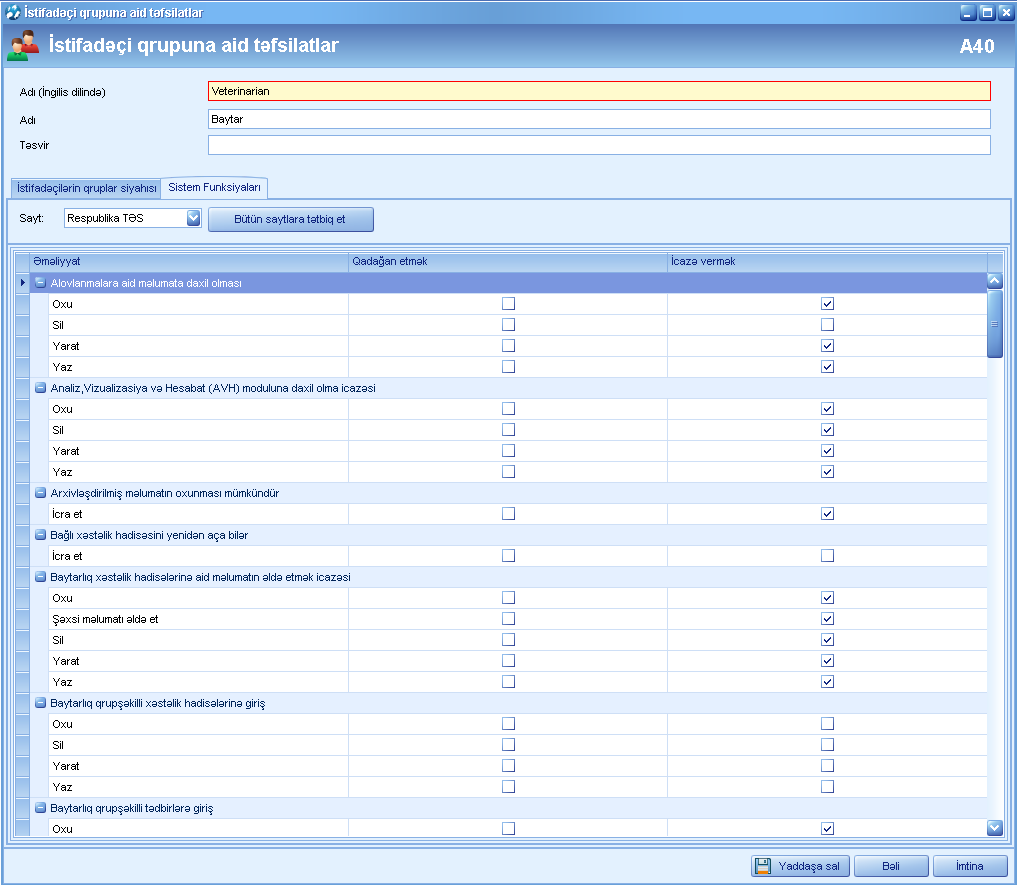 İstifadəçi qrupuna aid təfsilatlar
İstifadəçi qrupuna aid təfsilatlar A40
Adı (İngilis dilində) Veterinarian
Adı Baytar
Təsvir
İstifadəçilərin qruplar siyahısı Sistem Funksiyaları
Sayt: Respublika TƏS Bütün saytlara tətbiq et
Əməliyyat Qadağan etmək İcazə vermək
Alovlanmalara aid məlumata daxil olması
Oxu
Sil
Yarat
Yaz
Analiz,Vizualizasiya və Hesabat (AVH) moduluna daxil olma icazəsi
Oxu
Sil
Yarat
Yaz
Arxivləşdirilmiş məlumatın oxunması mümkündür
İcra et
Bağlı xəstəlik hadisəsini yenidən aça bilər
İcra et
Baytarlıq xəstəlik hadisələrinə aid məlumatın əldə etmək icazəsi
Oxu
Şəxsi məlumatı əldə et
Sil
Yarat
Yaz
Baytarlıq qrupşəkilli xəstəlik hadisələrinə giriş
Oxu
Sil
Yarat
Yaz
Baytarlıq qrupşəkilli tədbirlərə giriş
Oxu
Yaddaşa sal Bəli İmtina